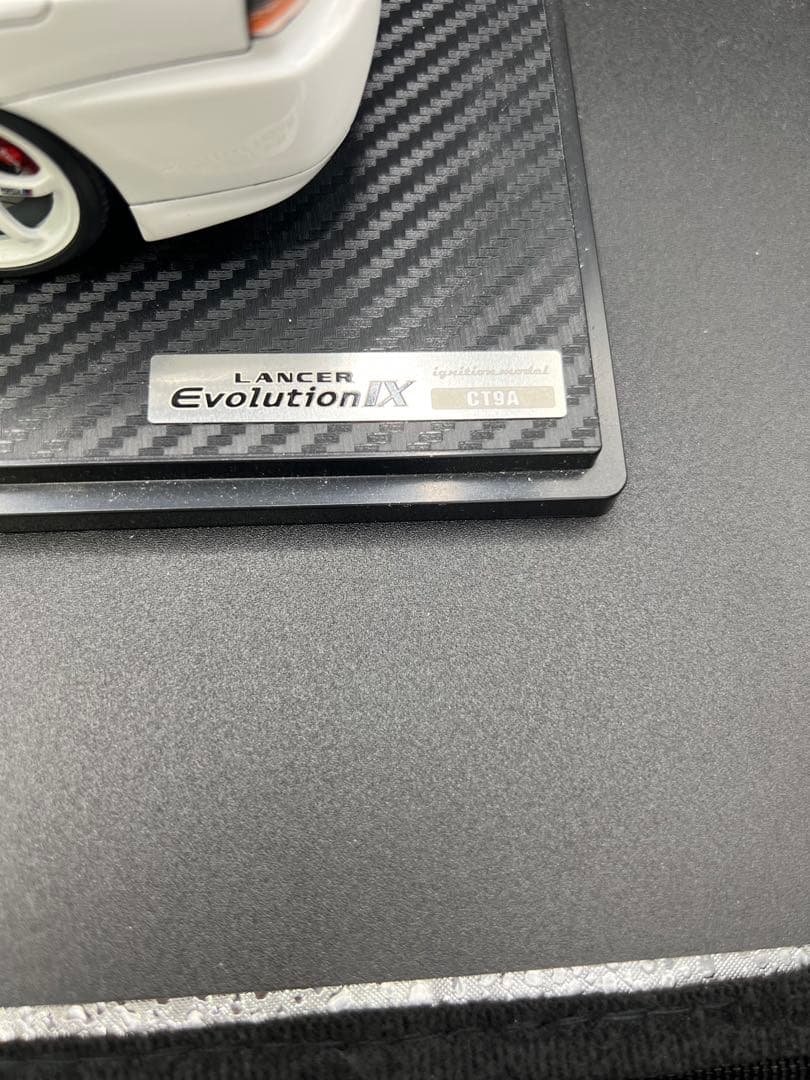 LANCER
Evolution IX
ignition model
CT9A